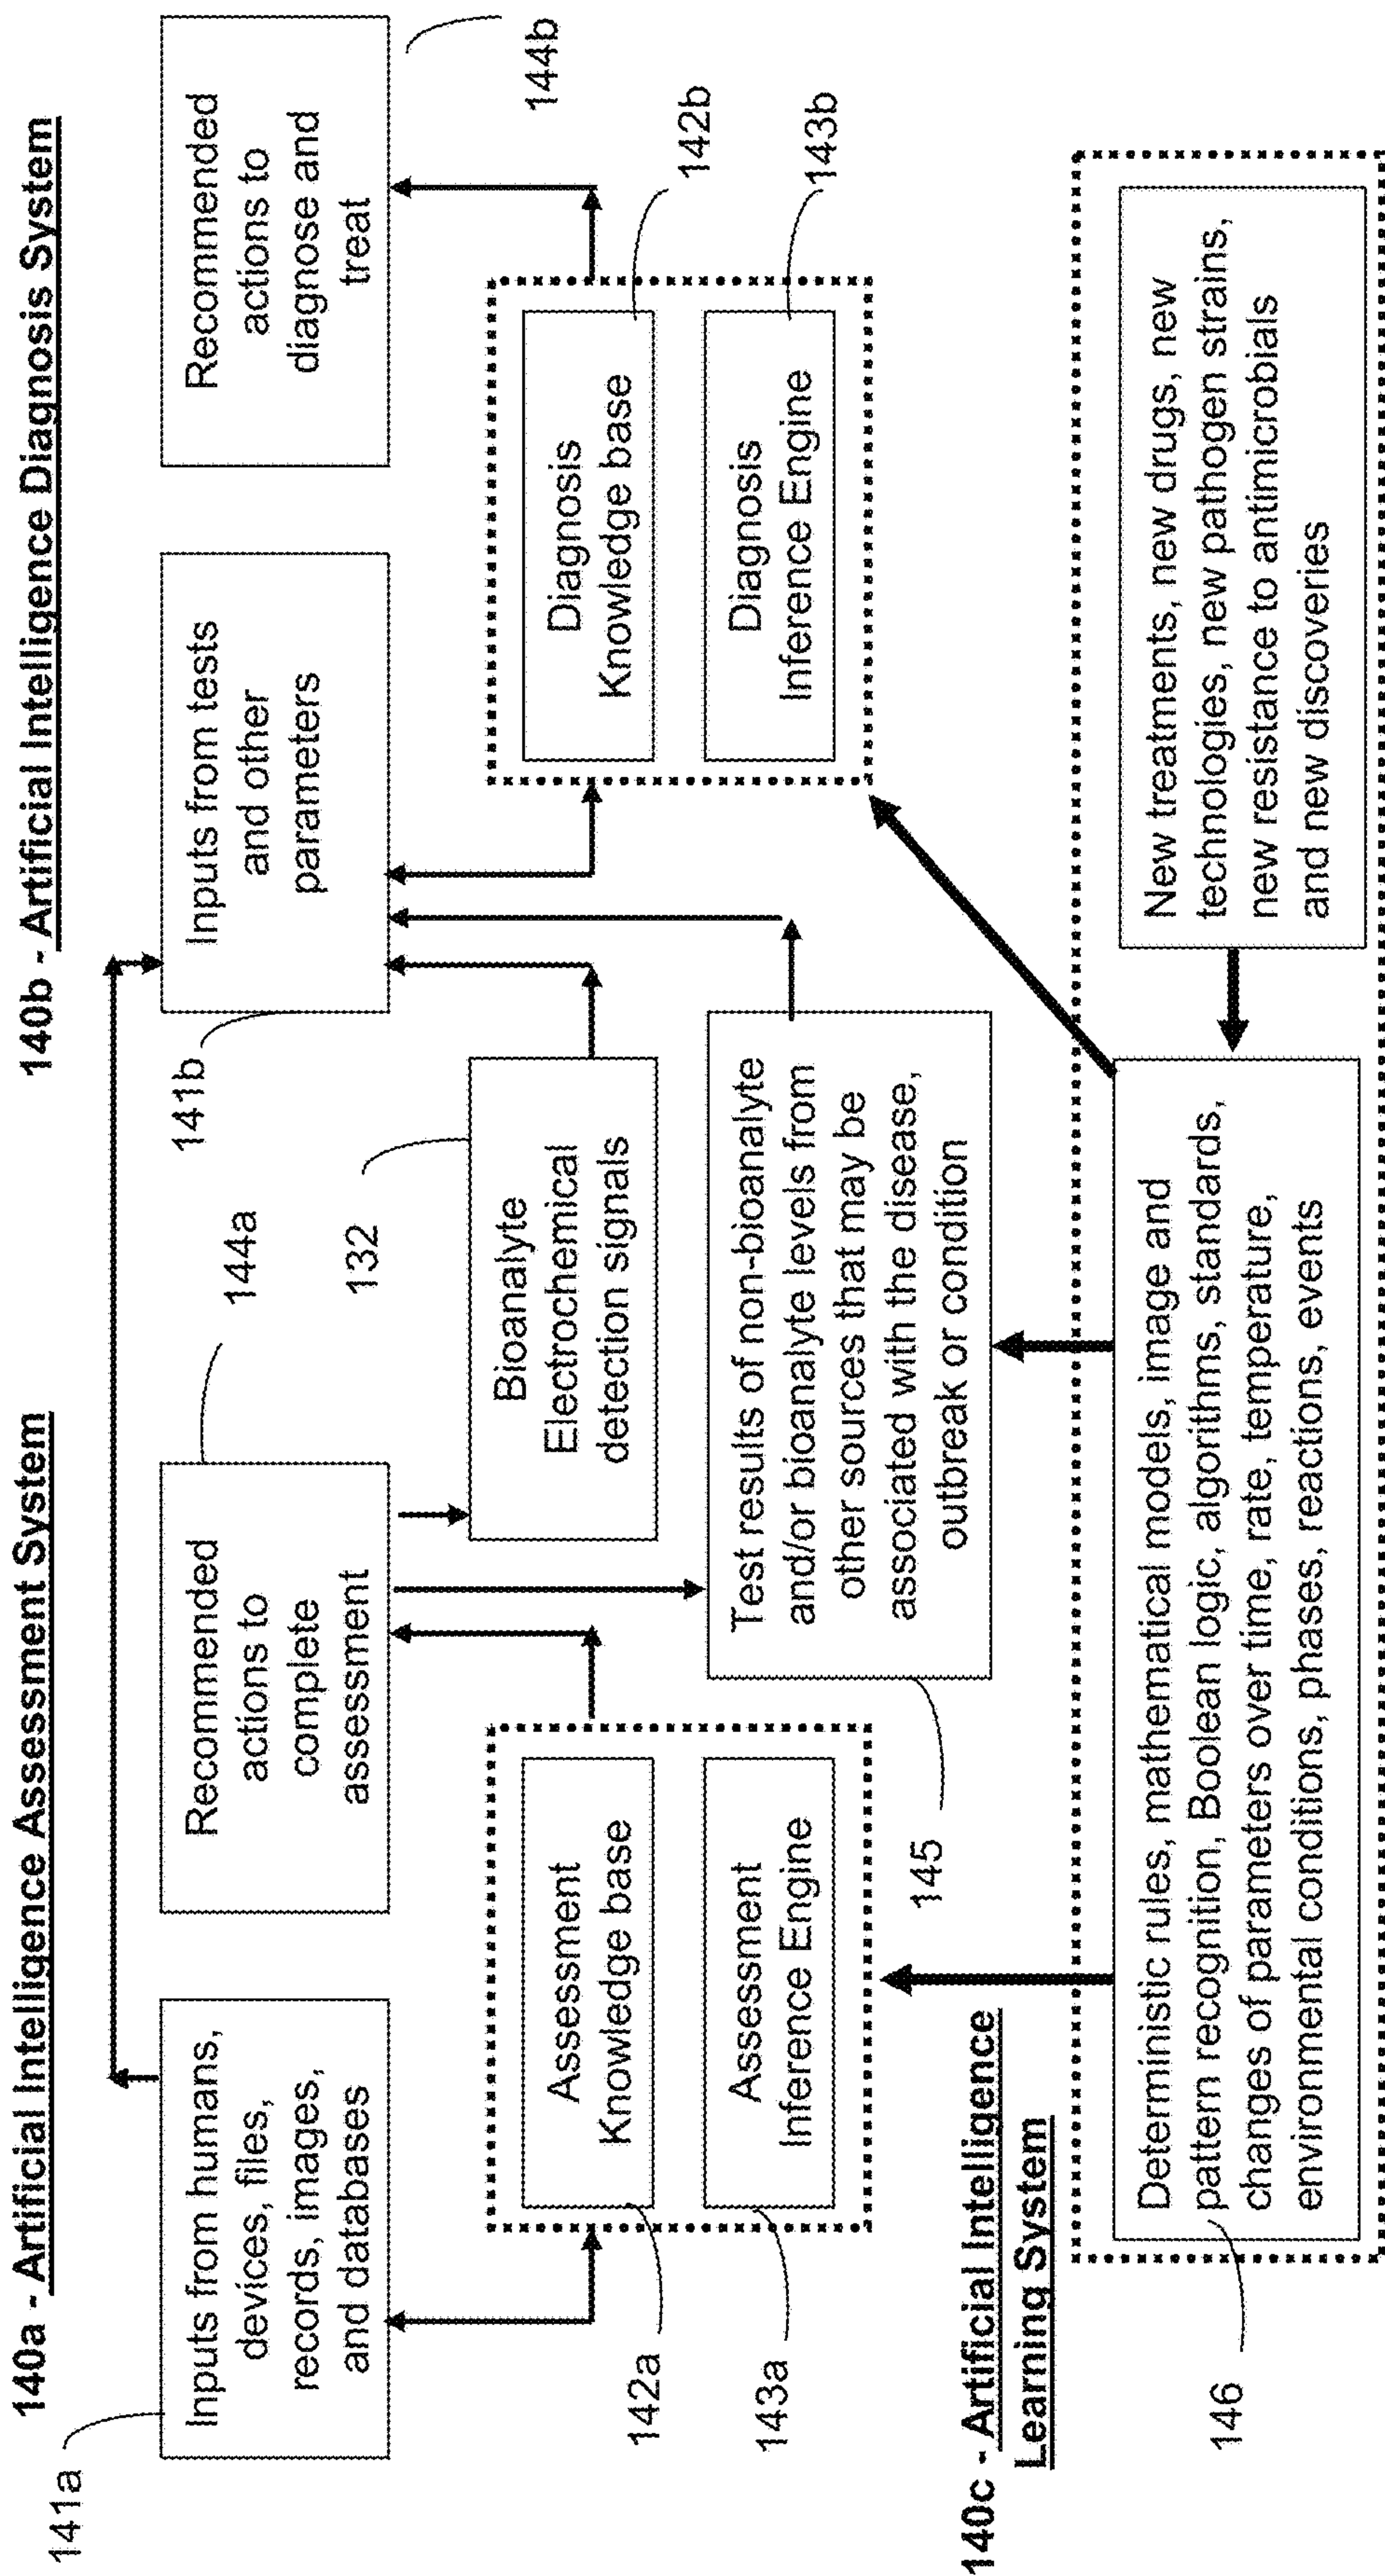 140a - Artificial Intelligence Assessment System
140b - Artificial Intelligence Diagnosis System
141a
Inputs from humans,
devices, files,
records, images,
and databases
Recommended
actions to
complete
assessment
144a
141b
Inputs from tests
and other
parameters
Recommended
actions to
diagnose and
treat
144b
132
Bioanalyte
Electrochemical
detection signals
Assessment
Knowledge base
142a
Assessment
Inference Engine
143a
Test results of non-bioanalyte
and/or bioanalyte levels from
other sources that may be
associated with the disease,
outbreak or condition
145
Diagnosis
Knowledge base
142b
Diagnosis
Inference Engine
143b
140c - Artificial Intelligence
Learning System
Deterministic rules, mathematical models, image and
pattern recognition, Boolean logic, algorithms, standards,
changes of parameters over time, rate, temperature,
environmental conditions, phases, reactions, events
146
New treatments, new drugs, new
technologies, new pathogen strains,
new resistance to antimicrobials
and new discoveries